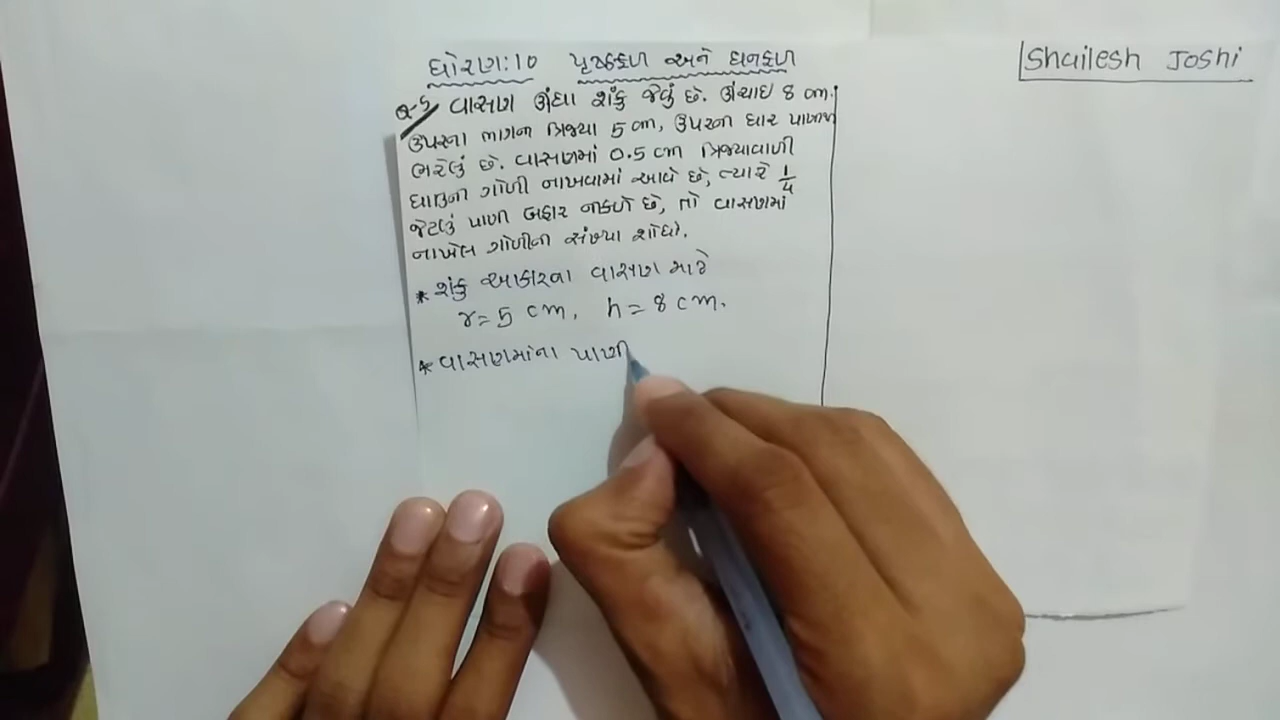 ધોરણ:10 પૃષ્ઠફળ અને ઘનફળ
Shailesh Joshi
Q-5 વાસણ ઊંધા શંકુ જેવું છે. ઊંચાઇ 8 cm.
ઉપરના ભાગની ત્રિજ્યા 5 cm, ઉપરની ધાર પાણીથી
ભરેલું છે. વાસણમાં 0.5 cm ત્રિજ્યાવાળી
ધાતુની ગોળી નાખવામાં આવે છે, ત્યારે 1/4
જેટલું પાણી બહાર નીકળે છે, તો વાસણમાં
નાખેલ ગોળીની સંખ્યા શોધો.
* શંકુ આકારના વાસણ માટે
r = 5 cm, h = 8 cm.
* વાસણમાંના પાણી